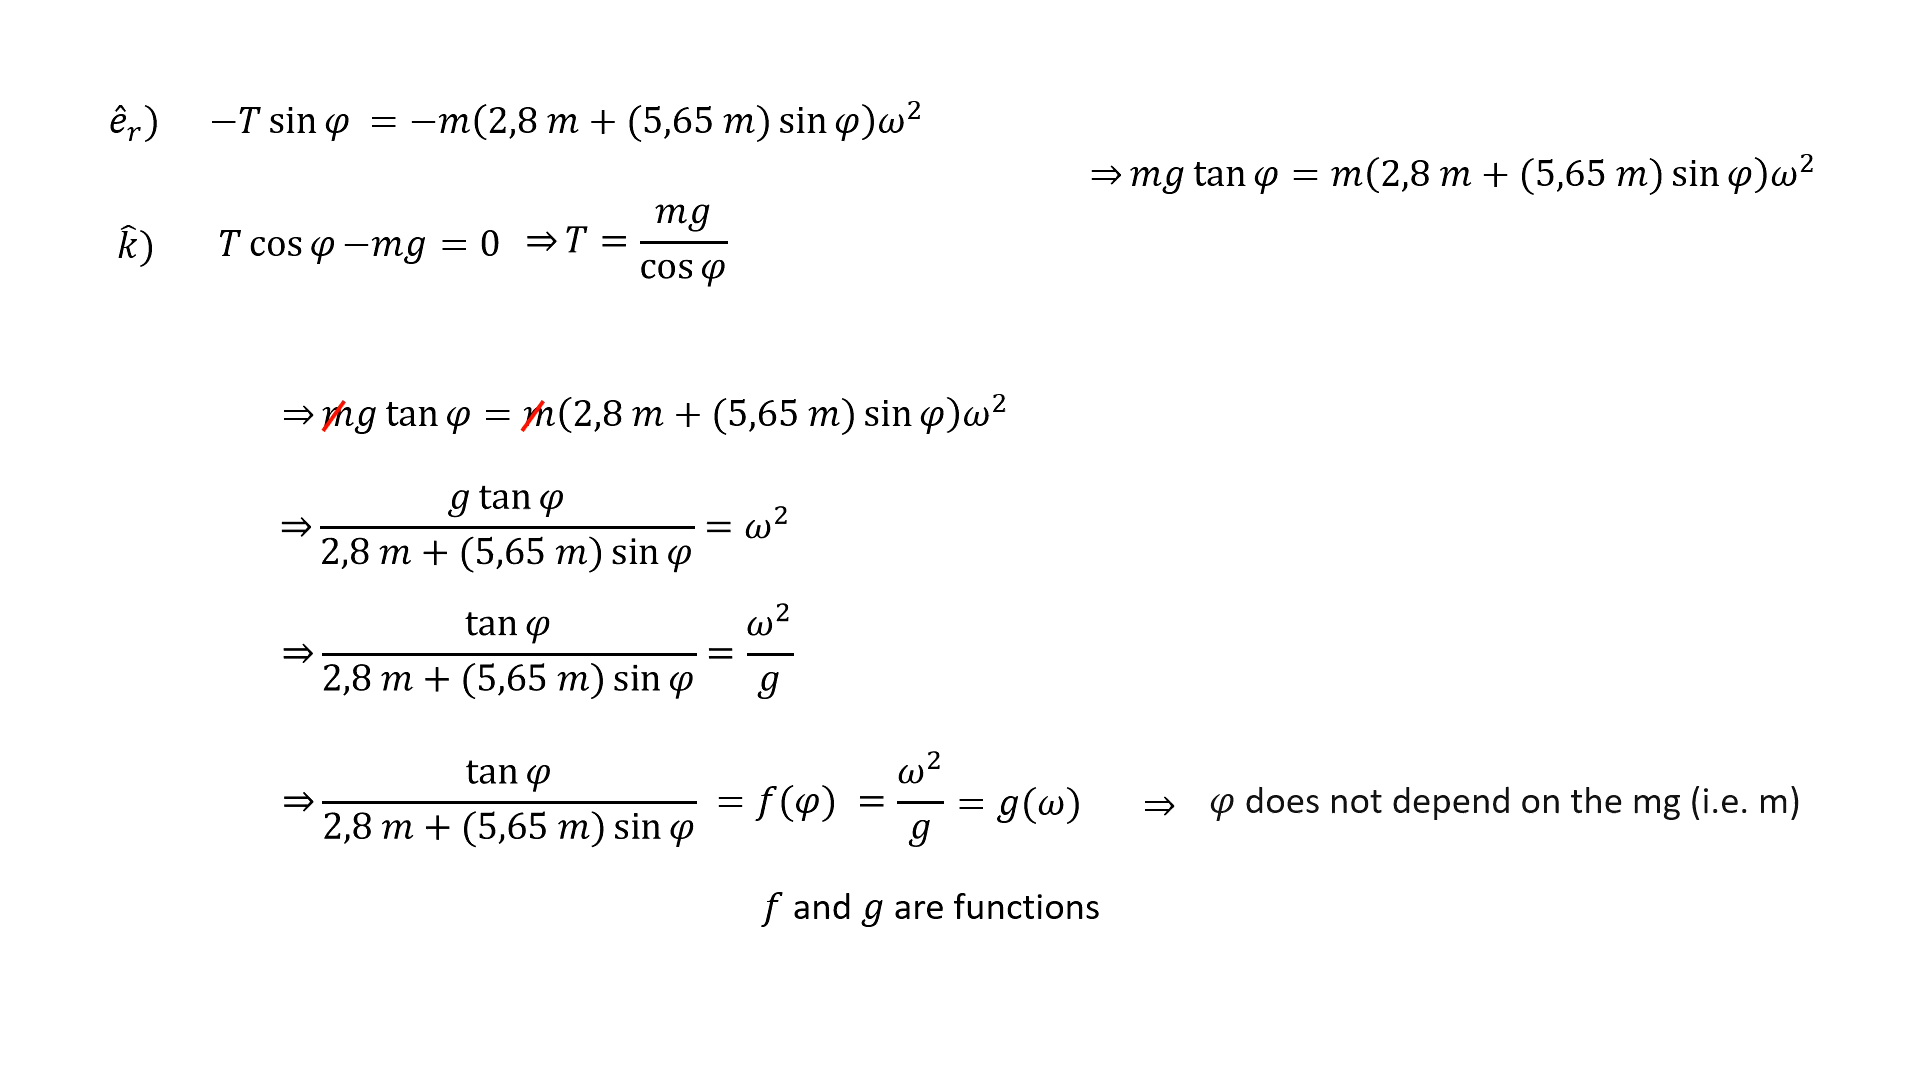 ê_r)  −T sin φ = −m(2,8 m + (5,65 m) sin φ)ω²
⇒ mg tan φ = m(2,8 m + (5,65 m) sin φ)ω²
k̂)  T cos φ −mg = 0 ⇒ T = mg / cos φ
⇒ mg tan φ = m(2,8 m + (5,65 m) sin φ)ω²
⇒ g tan φ / 2,8 m + (5,65 m) sin φ = ω²
⇒ tan φ / 2,8 m + (5,65 m) sin φ = ω² / g
⇒ tan φ / 2,8 m + (5,65 m) sin φ = f(φ) = ω² / g = g(ω) ⇒ φ does not depend on the mg (i.e. m)
f and g are functions